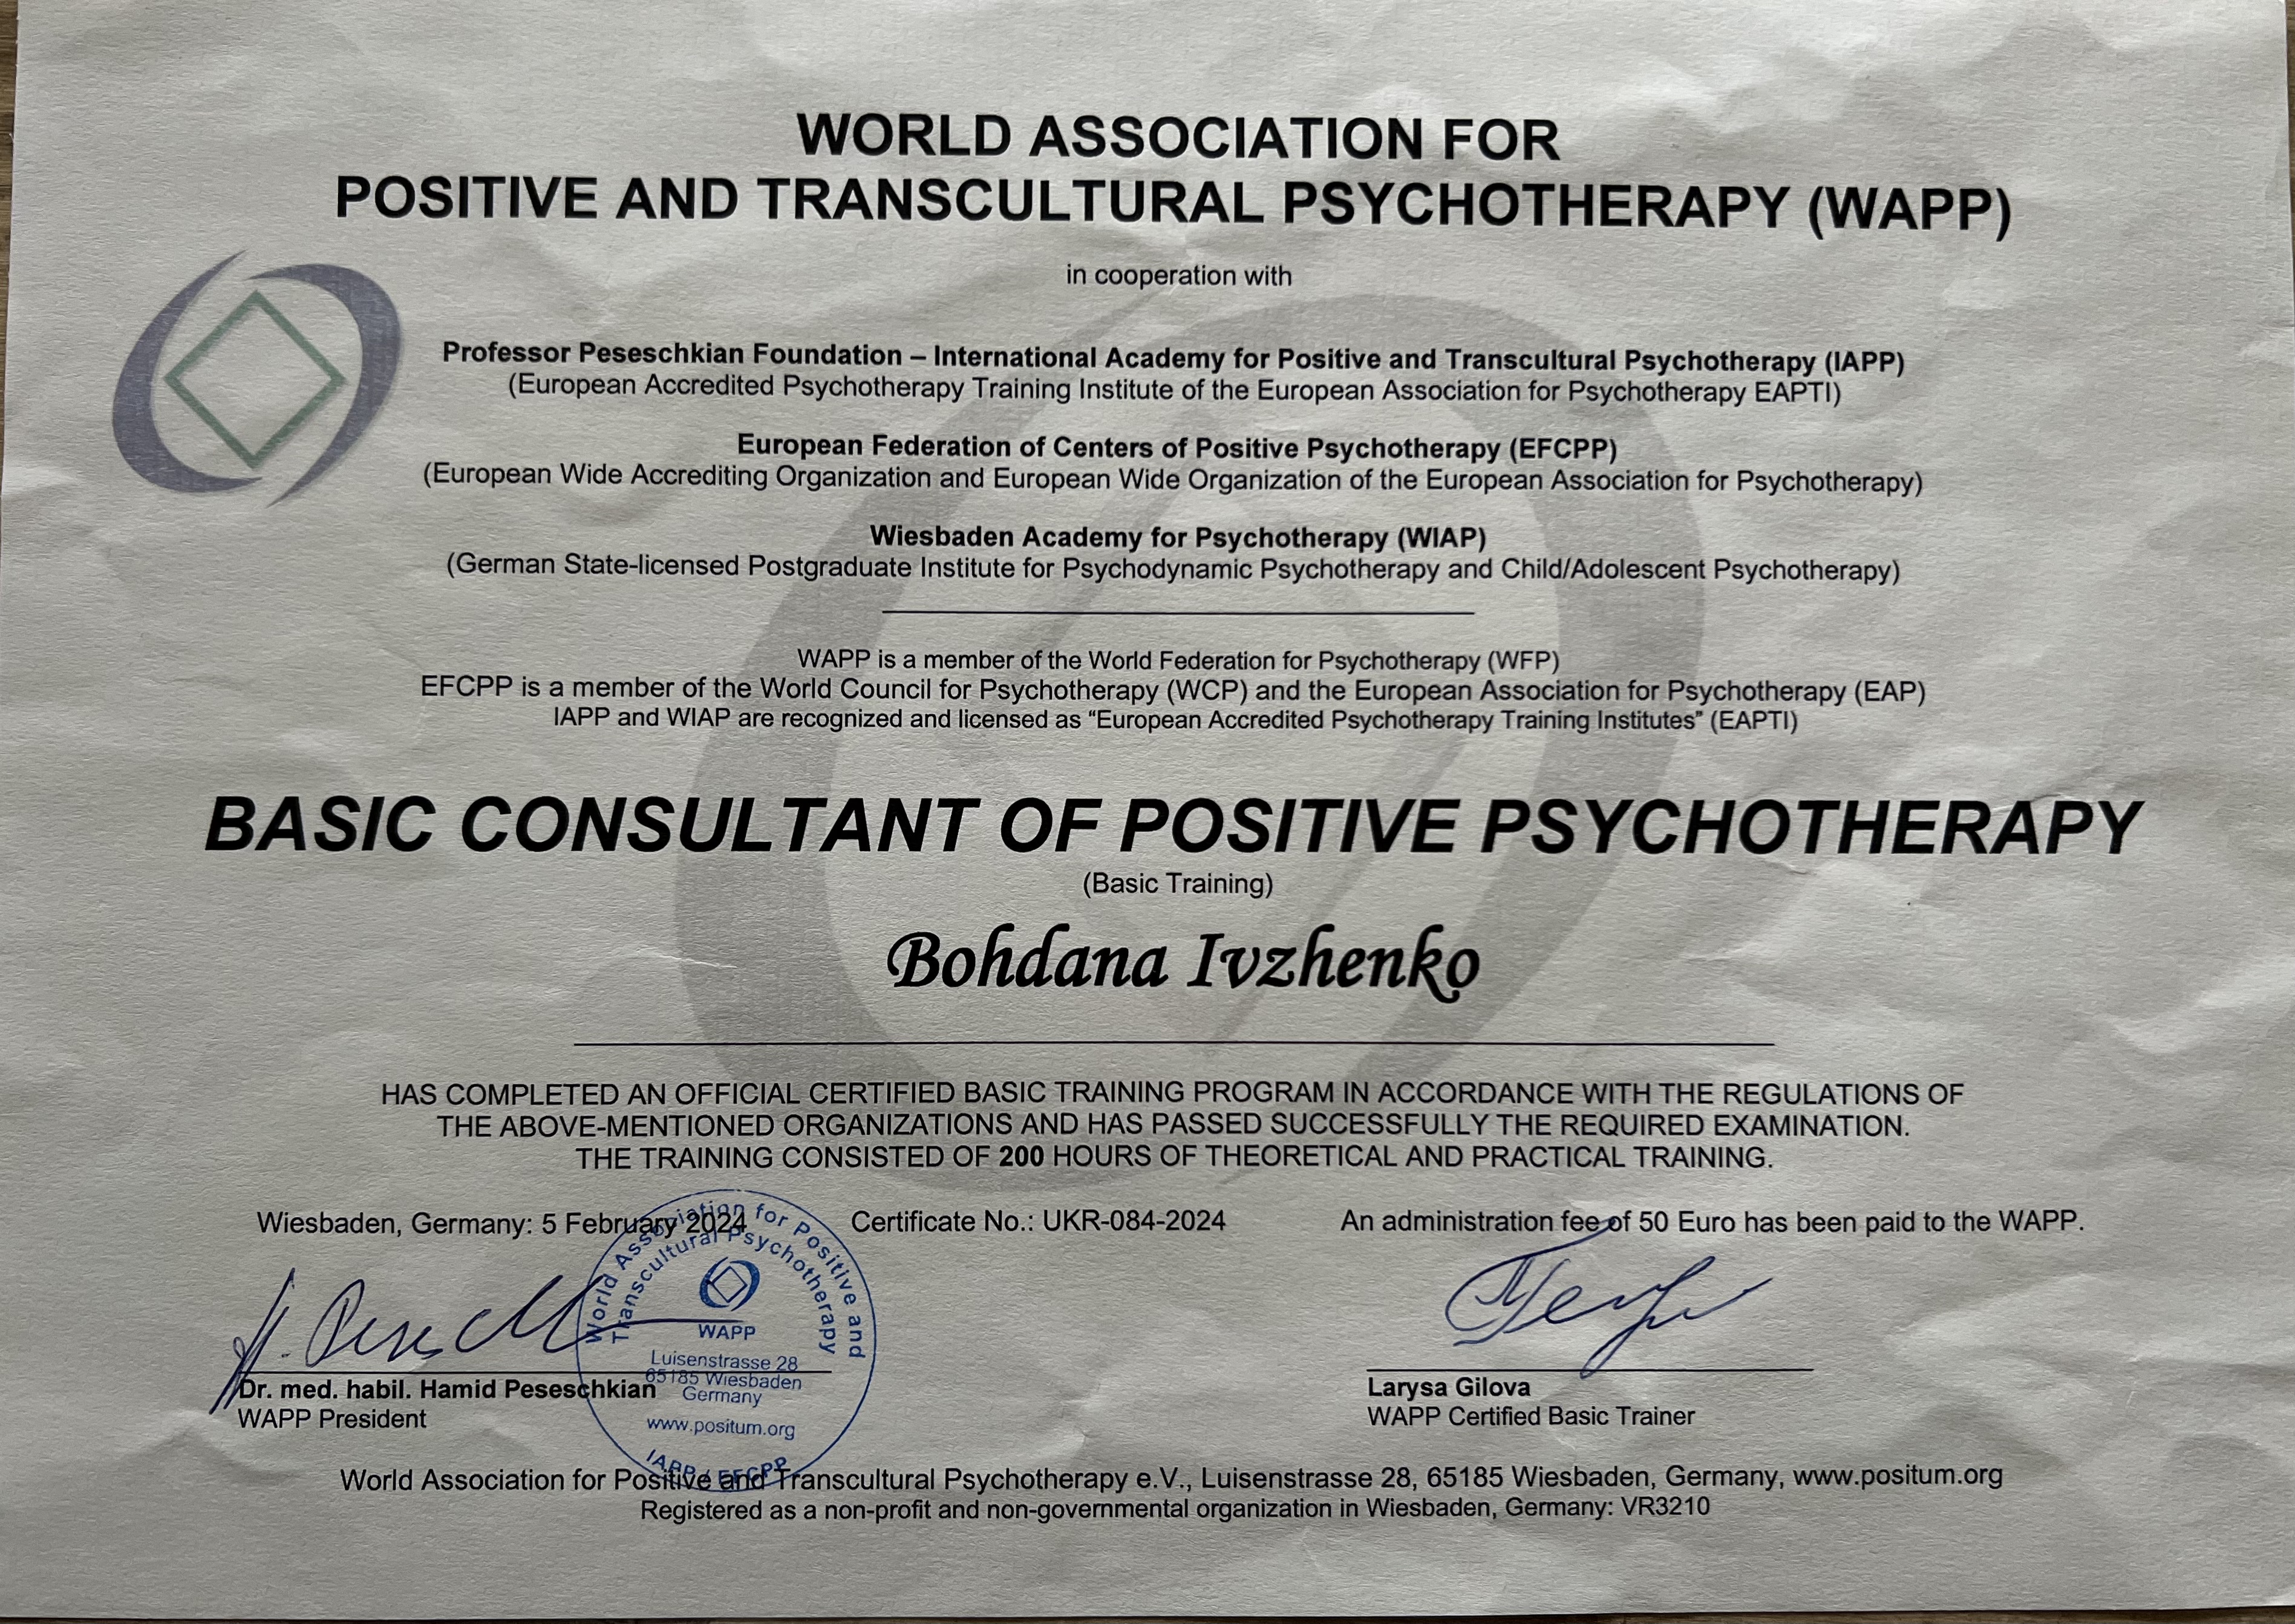 WORLD ASSOCIATION FOR
POSITIVE AND TRANSCULTURAL PSYCHOTHERAPY (WAPP)
in cooperation with
Professor Peseschkian Foundation – International Academy for Positive and Transcultural Psychotherapy (IAPP)
(European Accredited Psychotherapy Training Institute of the European Association for Psychotherapy EAPTI)
European Federation of Centers of Positive Psychotherapy (EFCPP)
(European Wide Accrediting Organization and European Wide Organization of the European Association for Psychotherapy)
Wiesbaden Academy for Psychotherapy (WIAP)
(German State-licensed Postgraduate Institute for Psychodynamic Psychotherapy and Child/Adolescent Psychotherapy)
WAPP is a member of the World Federation for Psychotherapy (WFP)
EFCPP is a member of the World Council for Psychotherapy (WCP) and the European Association for Psychotherapy (EAP)
IAPP and WIAP are recognized and licensed as “European Accredited Psychotherapy Training Institutes” (EAPTI)
BASIC CONSULTANT OF POSITIVE PSYCHOTHERAPY
(Basic Training)
Bohdana Ivzhenko
HAS COMPLETED AN OFFICIAL CERTIFIED BASIC TRAINING PROGRAM IN ACCORDANCE WITH THE REGULATIONS OF
THE ABOVE-MENTIONED ORGANIZATIONS AND HAS PASSED SUCCESSFULLY THE REQUIRED EXAMINATION.
THE TRAINING CONSISTED OF 200 HOURS OF THEORETICAL AND PRACTICAL TRAINING.
Wiesbaden, Germany: 5 February 2024 Certificate No.: UKR-084-2024 An administration fee of 50 Euro has been paid to the WAPP.
World Association for Positive and
Transcultural Psychotherapy
WAPP
Luisenstrasse 28
65185 Wiesbaden
Germany
www.positum.org
IAPP / EFCPP
Dr. med. habil. Hamid Peseschkian
WAPP President
Larysa Gilova
WAPP Certified Basic Trainer
World Association for Positive and Transcultural Psychotherapy e.V., Luisenstrasse 28, 65185 Wiesbaden, Germany, www.positum.org
Registered as a non-profit and non-governmental organization in Wiesbaden, Germany: VR3210